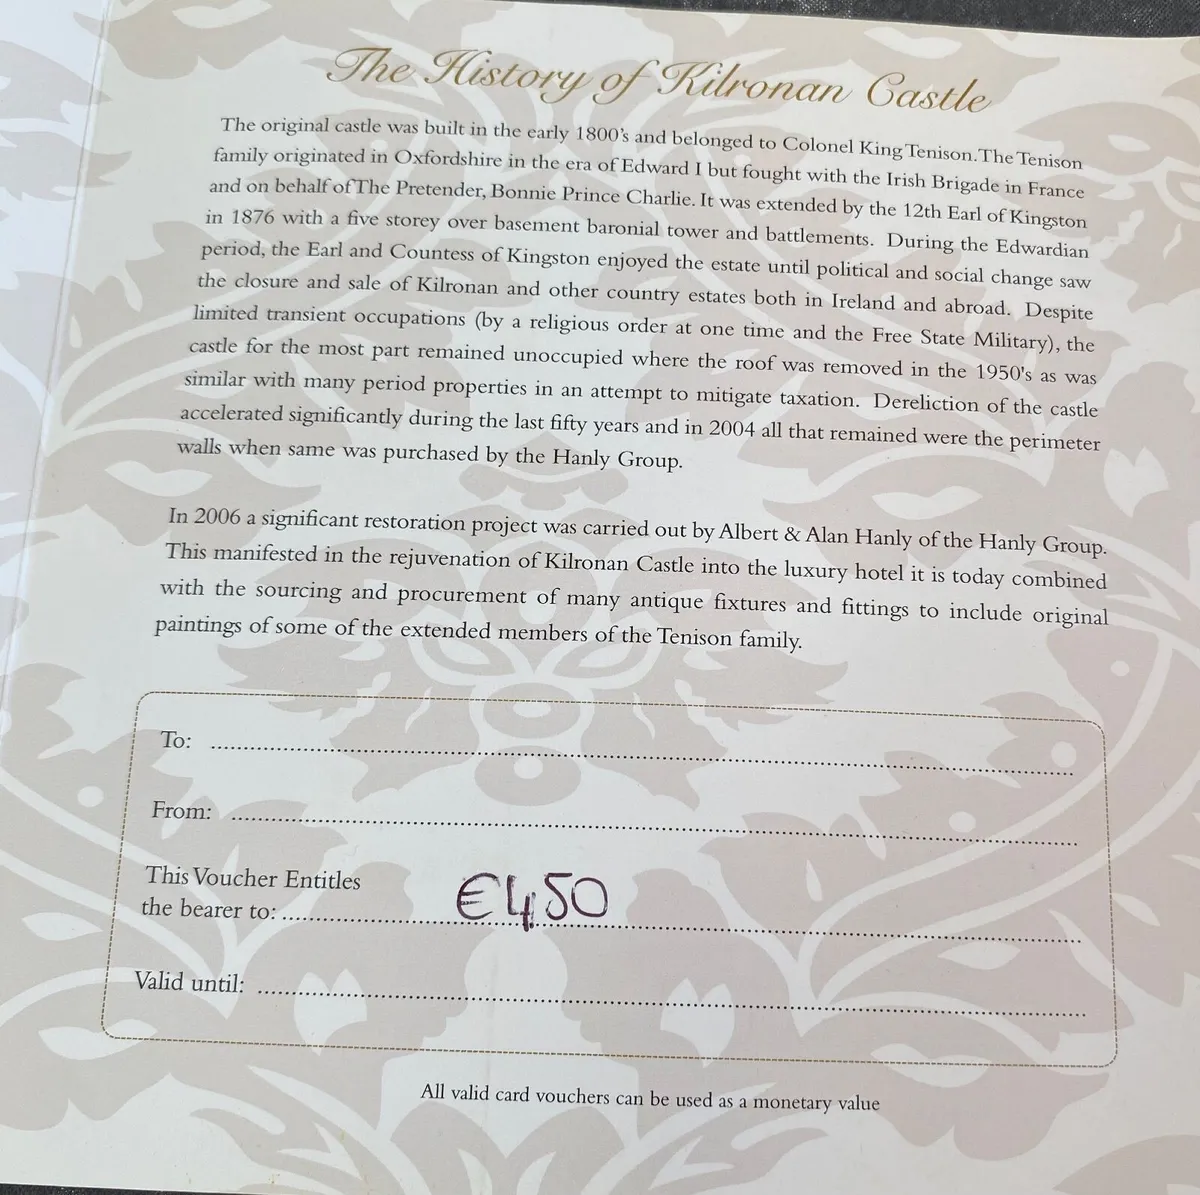 The History of Kilronan Castle
The original castle was built in the early 1800's and belonged to Colonel King Tenison. The Tenison
family originated in Oxfordshire in the era of Edward I but fought with the Irish Brigade in France
and on behalf of The Pretender, Bonnie Prince Charlie. It was extended by the 12th Earl of Kingston
in 1876 with a five storey over basement baronial tower and battlements. During the Edwardian
period, the Earl and Countess of Kingston enjoyed the estate until political and social change saw
the closure and sale of Kilronan and other country estates both in Ireland and abroad. Despite
limited transient occupations (by a religious order at one time and the Free State Military), the
castle for the most part remained unoccupied where the roof was removed in the 1950's as was
similar with many period properties in an attempt to mitigate taxation. Dereliction of the castle
accelerated significantly during the last fifty years and in 2004 all that remained were the perimeter
walls when same was purchased by the Hanly Group.
In 2006 a significant restoration project was carried out by Albert & Alan Hanly of the Hanly Group.
This manifested in the rejuvenation of Kilronan Castle into the luxury hotel it is today combined
with the sourcing and procurement of many antique fixtures and fittings to include original
paintings of some of the extended members of the Tenison family.
To:
From:
This Voucher Entitles
the bearer to: €450
Valid until:
All valid card vouchers can be used as a monetary value